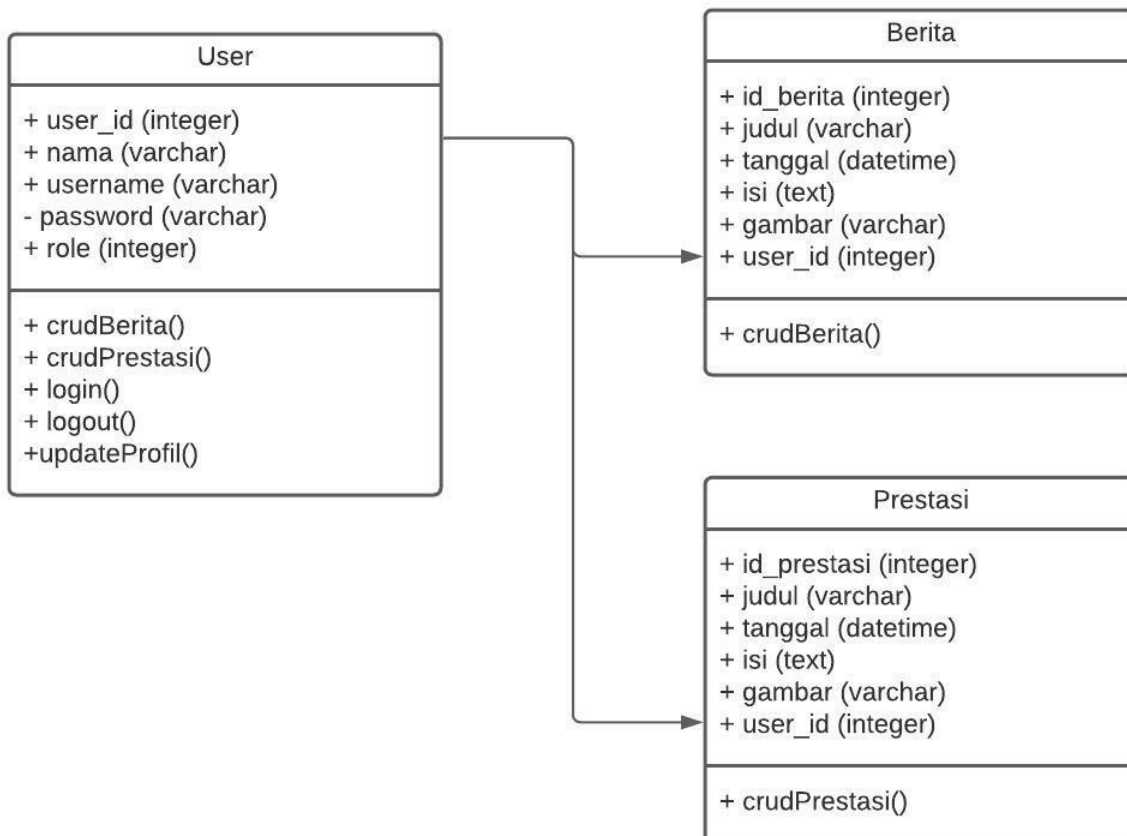 User
+ user_id (integer)
+ nama (varchar)
+ username (varchar)
- password (varchar)
+ role (integer)
+ crudBerita()
+ crudPrestasi()
+ login()
+ logout()
+updateProfil()
Berita
+ id_berita (integer)
+ judul (varchar)
+ tanggal (datetime)
+ isi (text)
+ gambar (varchar)
+ user_id (integer)
+ crudBerita()
Prestasi
+ id_prestasi (integer)
+ judul (varchar)
+ tanggal (datetime)
+ isi (text)
+ gambar (varchar)
+ user_id (integer)
+ crudPrestasi()